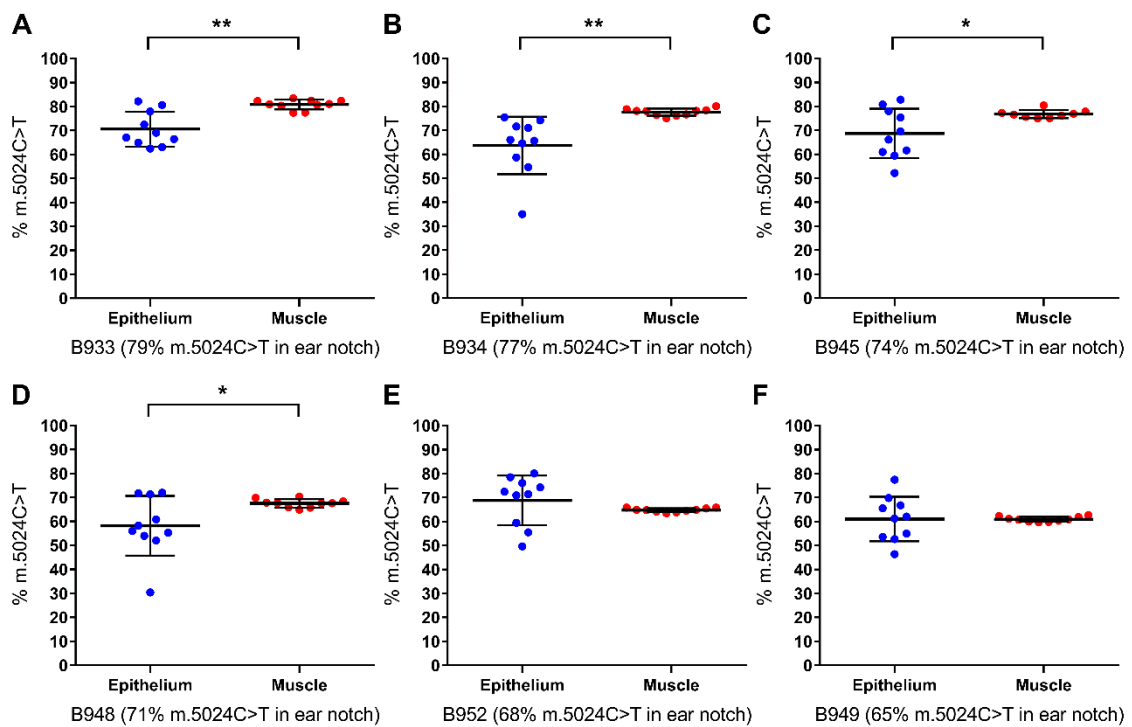 A
**
% m.5024C>T
100
90
80
70
60
50
40
30
20
10
0
Epithelium Muscle
B933 (79% m.5024C>T in ear notch)
B
**
% m.5024C>T
100
90
80
70
60
50
40
30
20
10
0
Epithelium Muscle
B934 (77% m.5024C>T in ear notch)
C
*
% m.5024C>T
100
90
80
70
60
50
40
30
20
10
0
Epithelium Muscle
B945 (74% m.5024C>T in ear notch)
D
*
% m.5024C>T
100
90
80
70
60
50
40
30
20
10
0
Epithelium Muscle
B948 (71% m.5024C>T in ear notch)
E
% m.5024C>T
100
90
80
70
60
50
40
30
20
10
0
Epithelium Muscle
B952 (68% m.5024C>T in ear notch)
F
% m.5024C>T
100
90
80
70
60
50
40
30
20
10
0
Epithelium Muscle
B949 (65% m.5024C>T in ear notch)